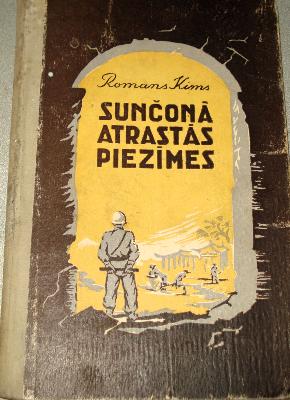 Romans Kims
SUNČONĀ
ATRASTĀS
PIEZĪMES